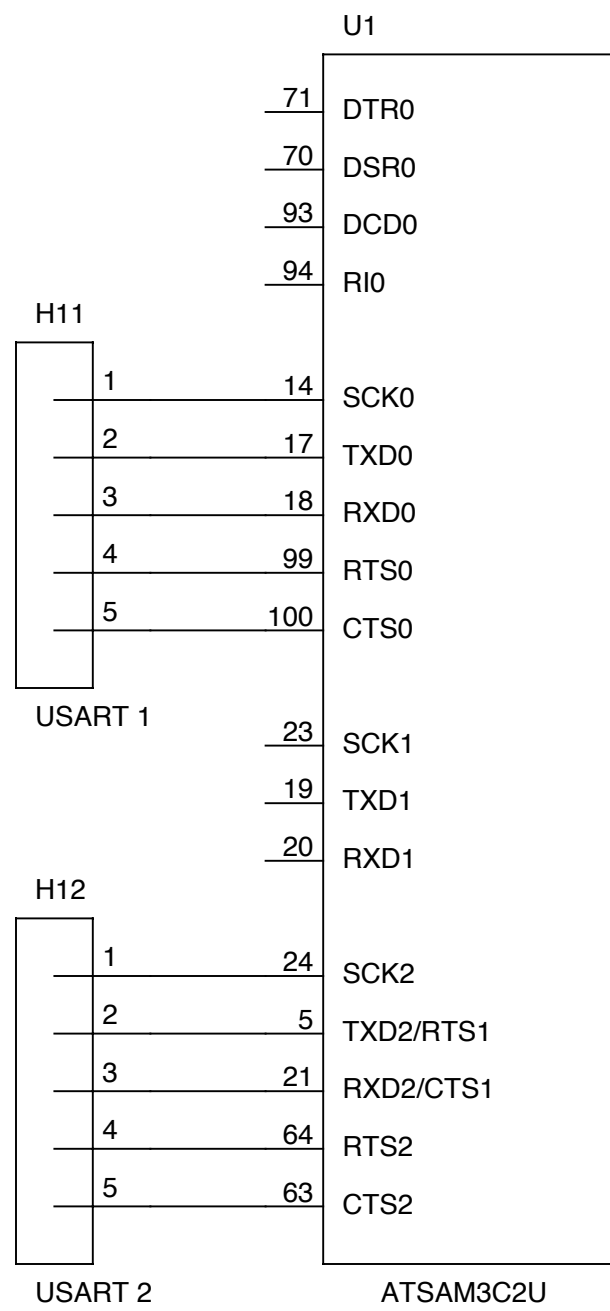 U1
71 DTR0
70 DSR0
93 DCD0
94 RI0
H11
1 14 SCK0
2 17 TXD0
3 18 RXD0
4 99 RTS0
5 100 CTS0
USART 1
23 SCK1
19 TXD1
20 RXD1
H12
1 24 SCK2
2 5 TXD2/RTS1
3 21 RXD2/CTS1
4 64 RTS2
5 63 CTS2
USART 2 ATSAM3C2U